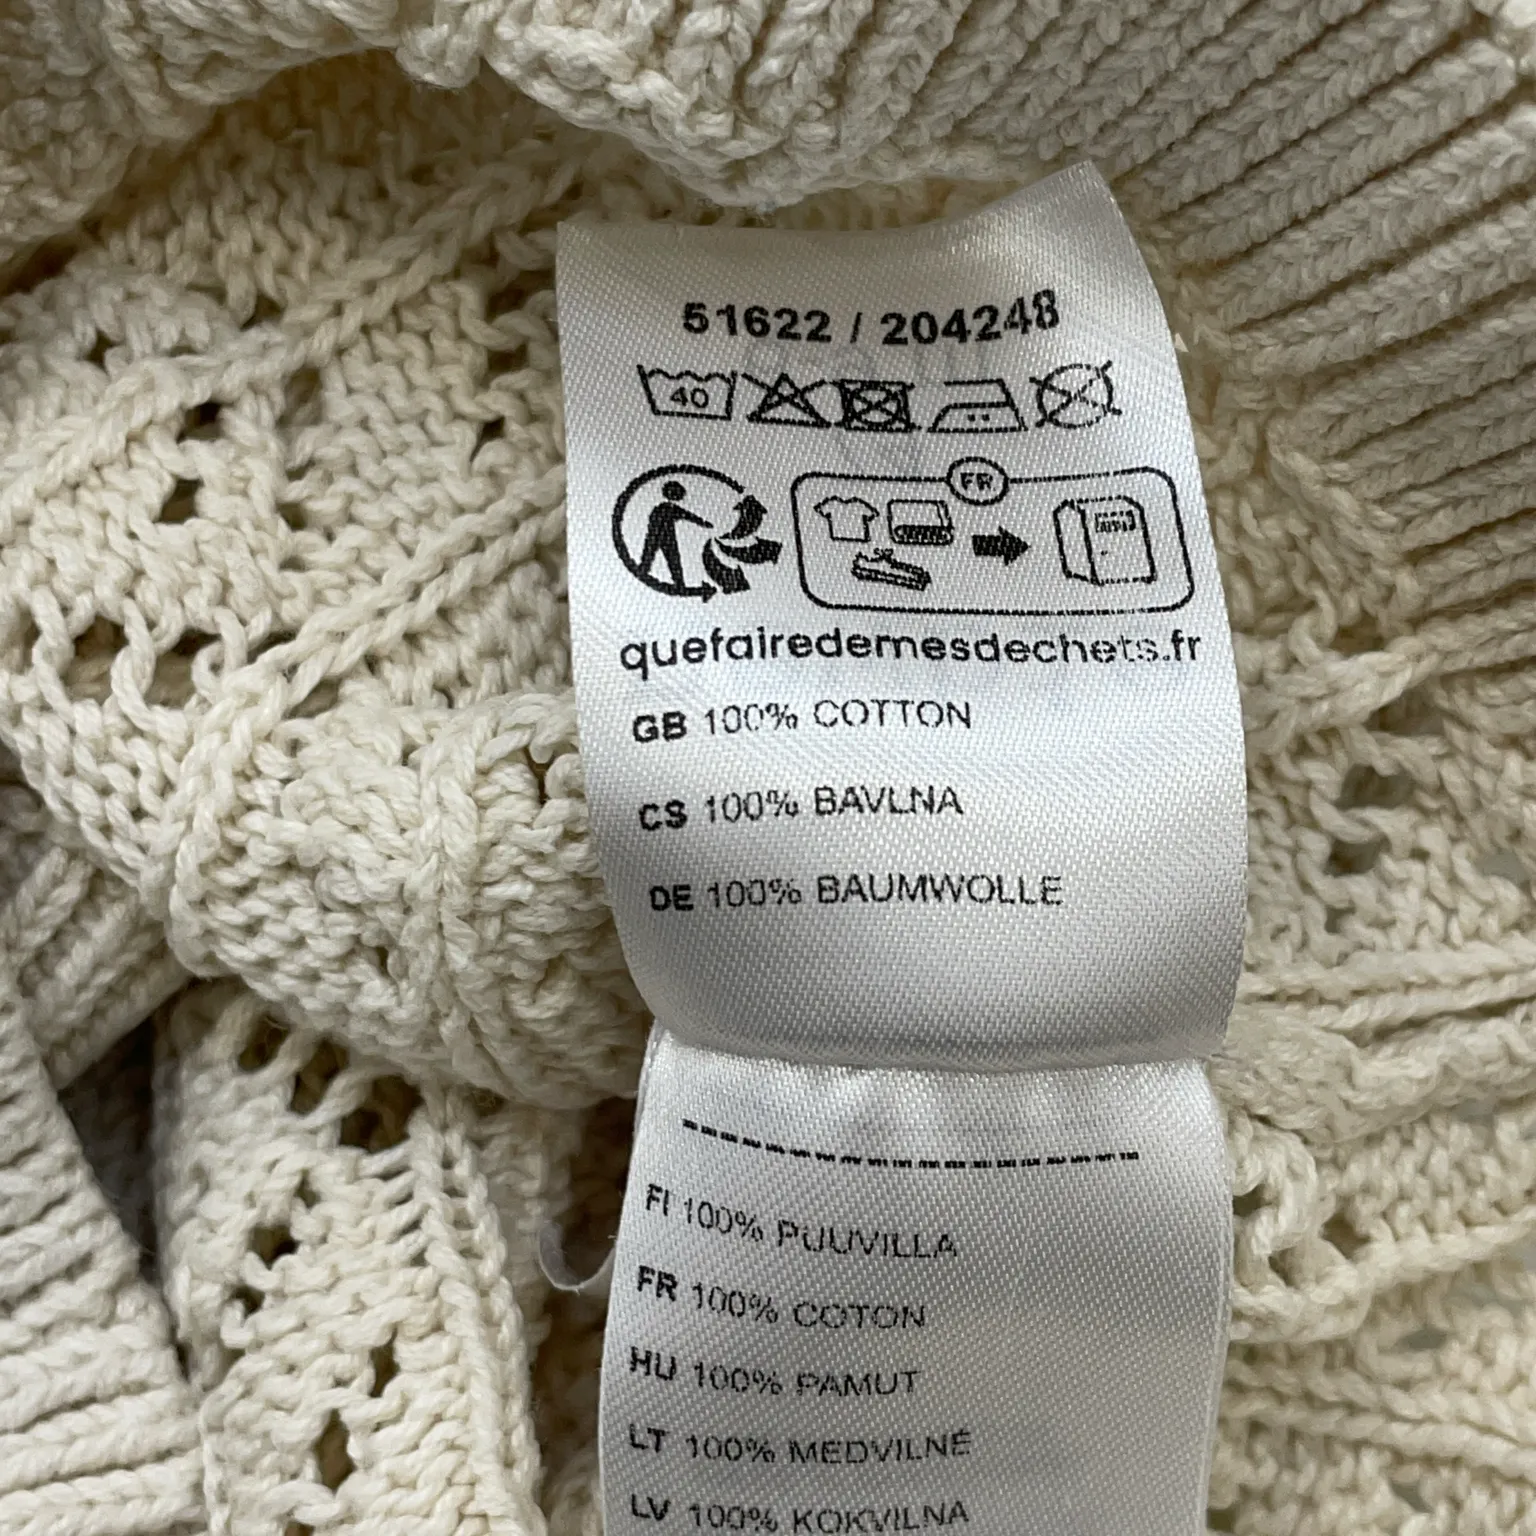 51622 / 204248
40
FR
quefairedemesdechets.fr
GB 100% COTTON
CS 100% BAVLNA
DE 100% BAUMWOLLE
FI 100% PUUVILLA
FR 100% COTON
HU 100% PAMUT
LT 100% MEDVILNĖ
LV 100% KOKVILNA